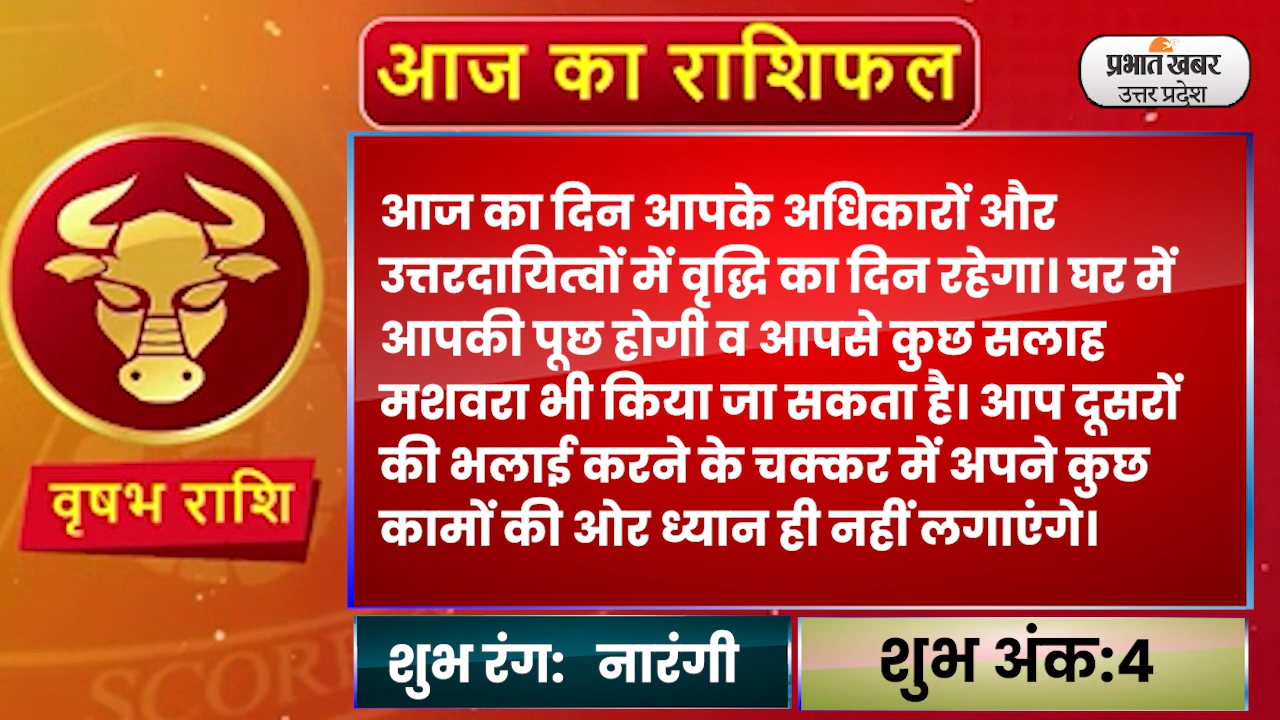 आज का राशिफल
प्रभात खबर
उत्तर प्रदेश
आज का दिन आपके अधिकारों और
उत्तरदायित्वों में वृद्धि का दिन रहेगा। घर में
आपकी पूछ होगी व आपसे कुछ सलाह
मशवरा भी किया जा सकता है। आप दूसरों
की भलाई करने के चक्कर में अपने कुछ
कामों की ओर ध्यान ही नहीं लगाएंगे।
वृषभ राशि
शुभ रंग: नारंगी
शुभ अंक:4